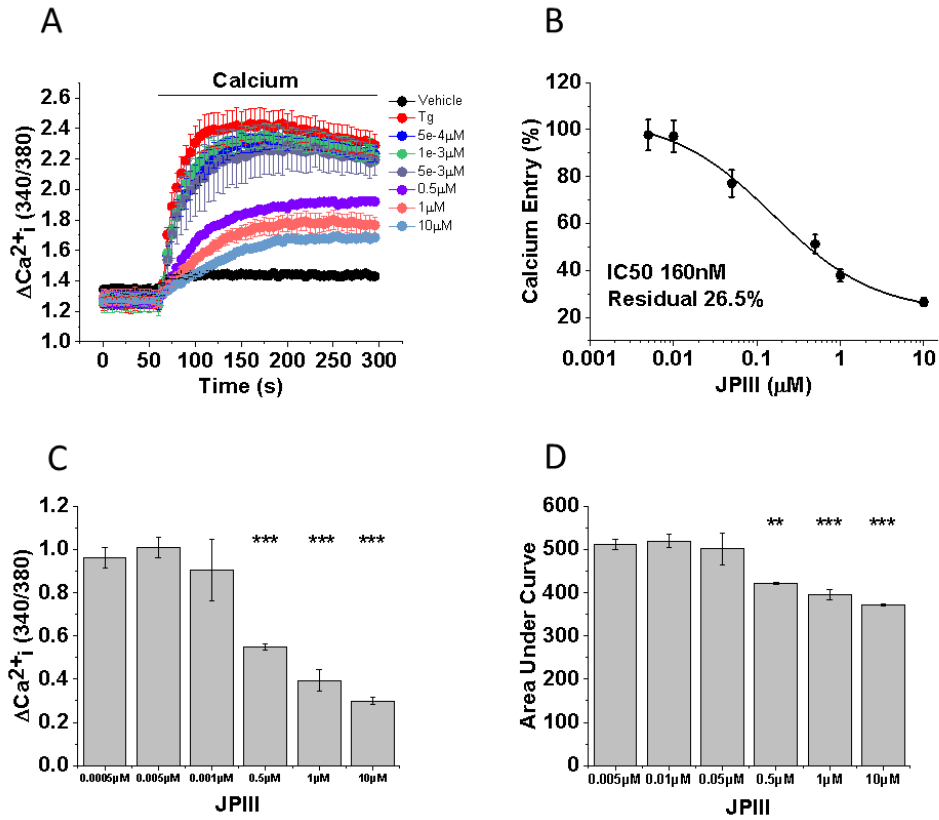 A
Calcium
2.6
2.4
2.2
2.0
1.8
1.6
1.4
1.2
1.0
ΔCa2+i (340/380)
0 50 100 150 200 250 300
Time (s)
Vehicle
Tg
5e-4µM
1e-3µM
5e-3µM
0.5µM
1µM
10µM
B
120
100
80
60
40
20
Calcium Entry (%)
IC50 160nM
Residual 26.5%
0.001 0.01 0.1 1 10
JPIII (µM)
C
1.2
1.0
0.8
0.6
0.4
0.2
0.0
ΔCa2+i (340/380)
*** *** ***
0.0005µM 0.005µM 0.001µM 0.5µM 1µM 10µM
JPIII
D
600
500
400
300
200
100
0
Area Under Curve
** *** ***
0.005µM 0.01µM 0.05µM 0.5µM 1µM 10µM
JPIII